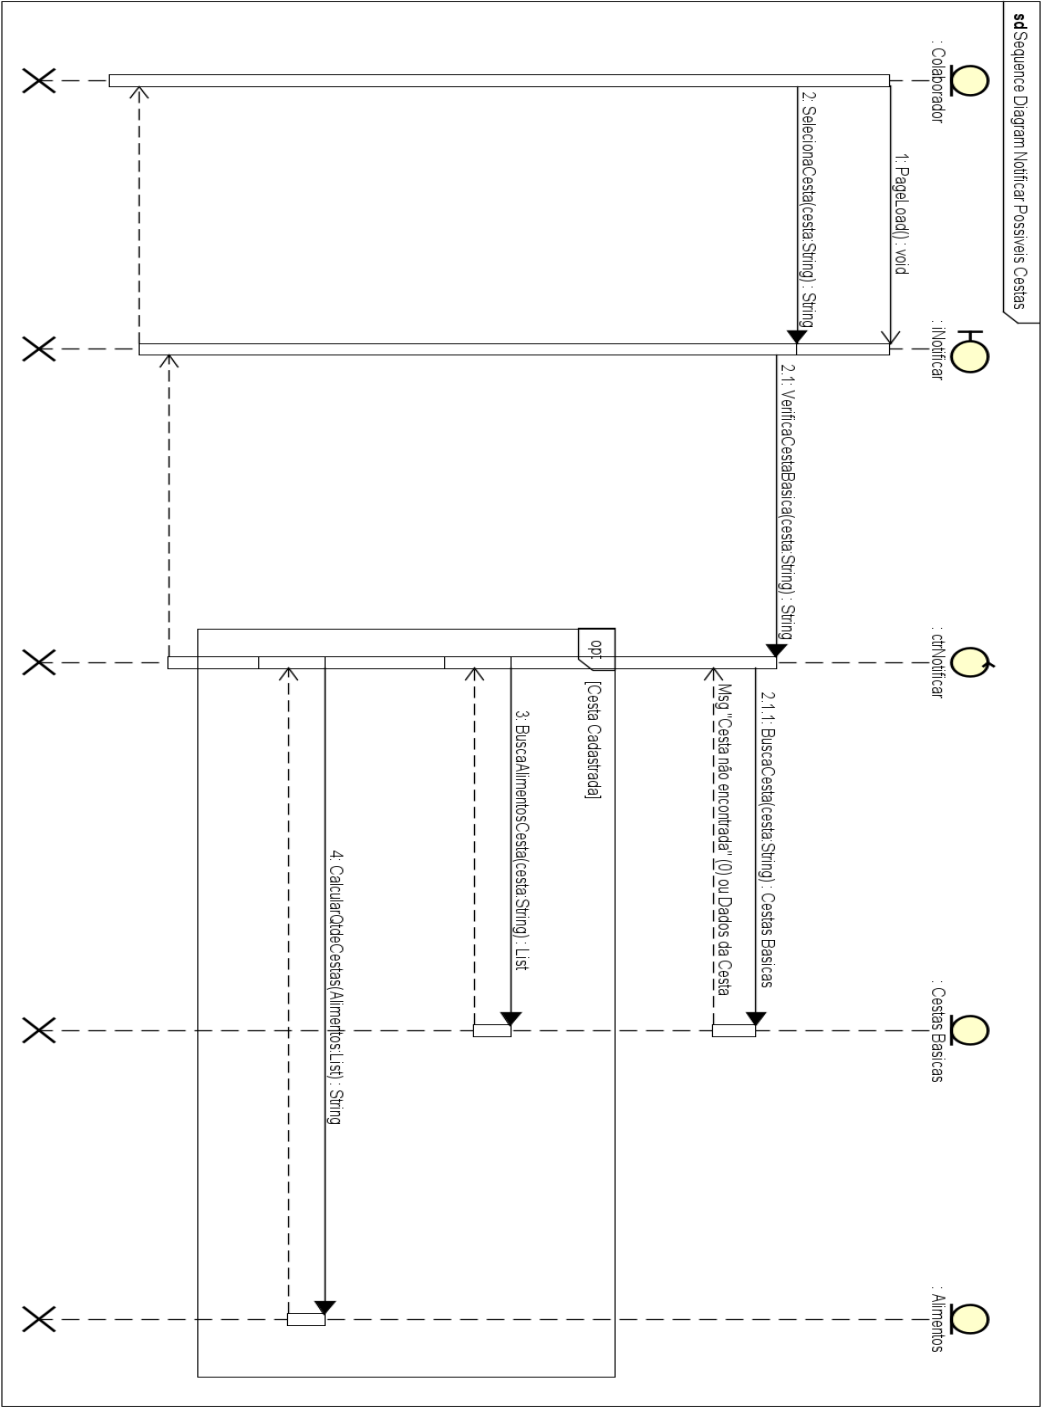 sd Sequence Diagram Notificar Possiveis Cestas
: Colaborador
: iNotificar
: ctrlNotificar
: Cestas Basicas
: Alimentos
1: PageLoad() : void
2: SelecionaCesta(cesta:String) : String
2.1: VerificaCestaBasica(cesta:String) : String
2.1.1: BuscaCesta(cesta:String) : Cestas Basicas
Msg "Cesta não encontrada" (0) ou Dados da Cesta
opt
[Cesta Cadastrada]
3: BuscaAlimentosCesta(cesta:String) : List
4: CalcularQtdeCestas(Alimentos:List) : String